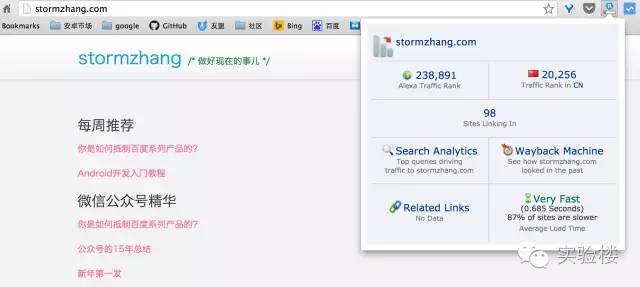 stormzhang.com
Bookmarks 安卓市场 google GitHub 友盟 社区 Bing 百度
stormzhang /* 做好现在的事儿 */
每周推荐
你是如何抵制百度系列产品的?
Android开发入门教程
微信公众号精华
你是如何抵制百度系列产品的?
公众号的15年总结
新年第一发
stormzhang.com
238,891
Alexa Traffic Rank
20,256
Traffic Rank in CN
98
Sites Linking In
Search Analytics
Top queries driving
traffic to stormzhang.com
Wayback Machine
See how stormzhang.com
looked in the past
Related Links
No Data
Very Fast
(0.685 Seconds)
87% of sites are slower
Average Load Time
实验楼